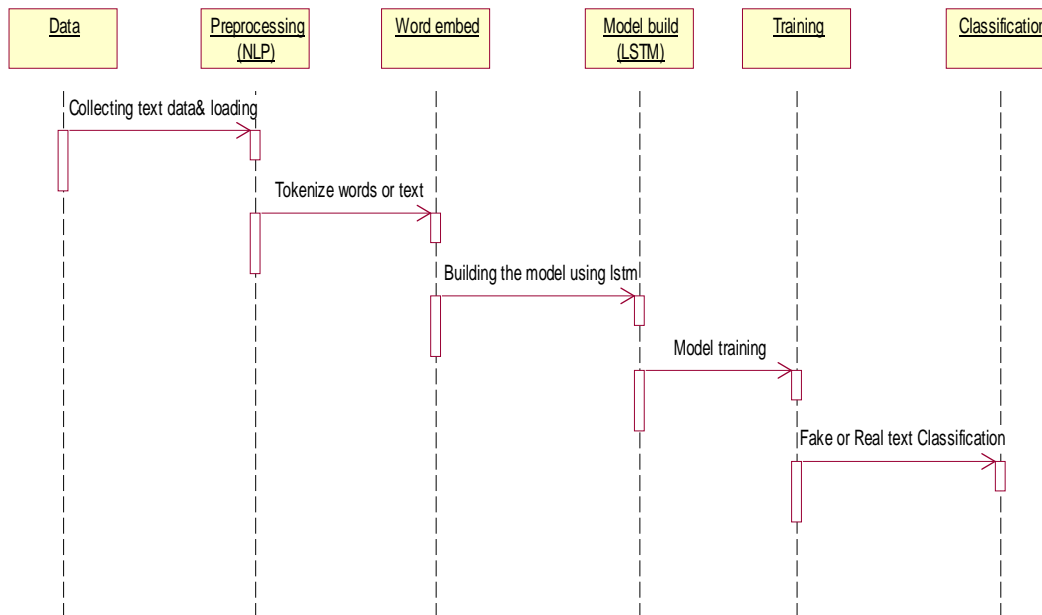 Data
Preprocessing
(NLP)
Word embed
Model build
(LSTM)
Training
Classification
Collecting text data& loading
Tokenize words or text
Building the model using lstm
Model training
Fake or Real text Classification